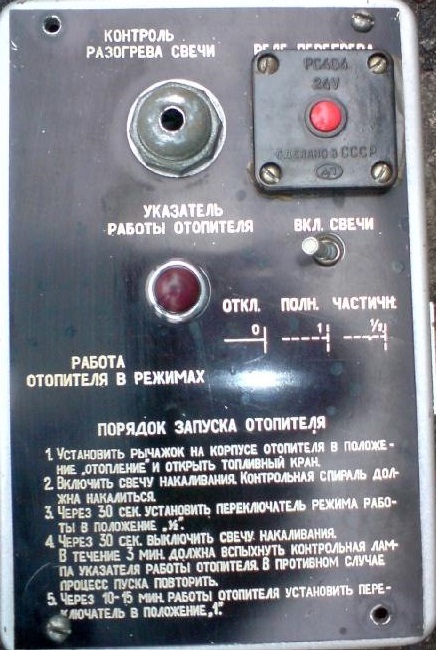 КОНТРОЛЬ
РАЗОГРЕВА СВЕЧИ
РЕЛЕ ПЕРЕГРЕВА
РС404
24V
СДЕЛАНО В СССР
УКАЗАТЕЛЬ
РАБОТЫ ОТОПИТЕЛЯ
ВКЛ. СВЕЧИ
ОТКЛ. ПОЛН. ЧАСТИЧН.
0 1 ½
РАБОТА
ОТОПИТЕЛЯ В РЕЖИМАХ
ПОРЯДОК ЗАПУСКА ОТОПИТЕЛЯ
1. УСТАНОВИТЬ РЫЧАЖОК НА КОРПУСЕ ОТОПИТЕЛЯ В ПОЛОЖЕ-
НИЕ „ОТОПЛЕНИЕ" И ОТКРЫТЬ ТОПЛИВНЫЙ КРАН.
2. ВКЛЮЧИТЬ СВЕЧУ НАКАЛИВАНИЯ. КОНТРОЛЬНАЯ СПИРАЛЬ ДОЛ-
ЖНА НАКАЛИТЬСЯ.
3. ЧЕРЕЗ 30 СЕК. УСТАНОВИТЬ ПЕРЕКЛЮЧАТЕЛЬ РЕЖИМА РАБО-
ТЫ В ПОЛОЖЕНИЕ „½".
4. ЧЕРЕЗ 30 СЕК. ВЫКЛЮЧИТЬ СВЕЧУ НАКАЛИВАНИЯ.
В ТЕЧЕНИЕ 3 МИН. ДОЛЖНА ВСПЫХНУТЬ КОНТРОЛЬНАЯ ЛАМ-
ПА УКАЗАТЕЛЯ РАБОТЫ ОТОПИТЕЛЯ. В ПРОТИВНОМ СЛУЧАЕ
ПРОЦЕСС ПУСКА ПОВТОРИТЬ.
5. ЧЕРЕЗ 10-15 МИН. РАБОТЫ ОТОПИТЕЛЯ УСТАНОВИТЬ ПЕРЕ-
КЛЮЧАТЕЛЬ В ПОЛОЖЕНИЕ „1".